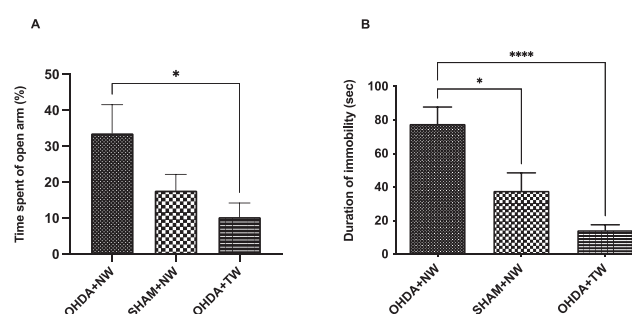 A
B
*
****
*
Time spent of open arm (%)
50
40
30
20
10
0
OHDA+NW
SHAM+NW
OHDA+TW
Duration of immobility (sec)
100
80
60
40
20
0
OHDA+NW
SHAM+NW
OHDA+TW